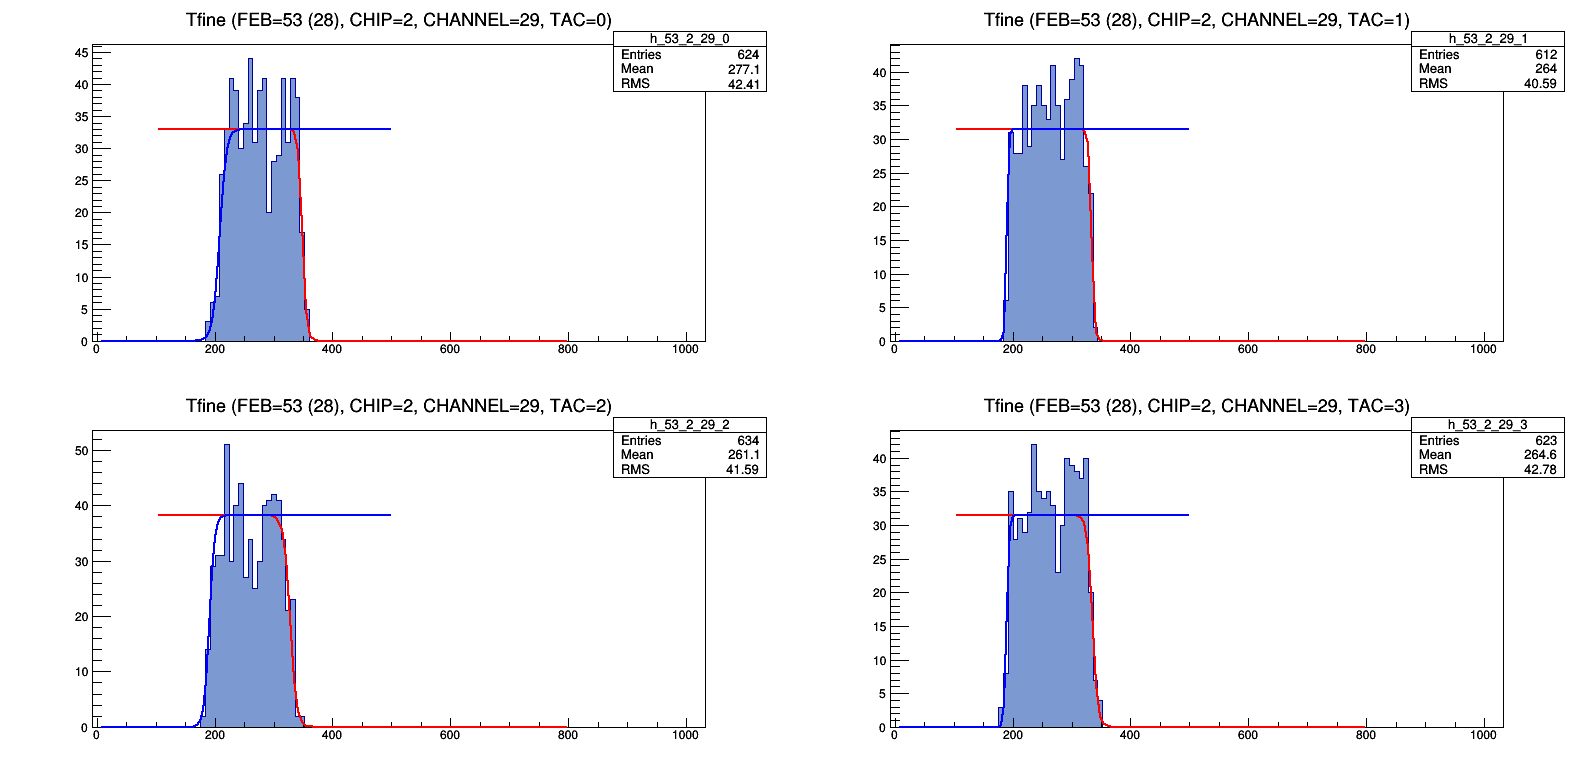 Tfine (FEB=53 (28), CHIP=2, CHANNEL=29, TAC=0)
h_53_2_29_0
Entries 624
Mean 277.1
RMS 42.41
45
40
35
30
25
20
15
10
5
0
0 200 400 600 800 1000
Tfine (FEB=53 (28), CHIP=2, CHANNEL=29, TAC=1)
h_53_2_29_1
Entries 612
Mean 264
RMS 40.59
40
35
30
25
20
15
10
5
0
0 200 400 600 800 1000
Tfine (FEB=53 (28), CHIP=2, CHANNEL=29, TAC=2)
h_53_2_29_2
Entries 634
Mean 261.1
RMS 41.59
50
40
30
20
10
0
0 200 400 600 800 1000
Tfine (FEB=53 (28), CHIP=2, CHANNEL=29, TAC=3)
h_53_2_29_3
Entries 623
Mean 264.6
RMS 42.78
40
35
30
25
20
15
10
5
0
0 200 400 600 800 1000